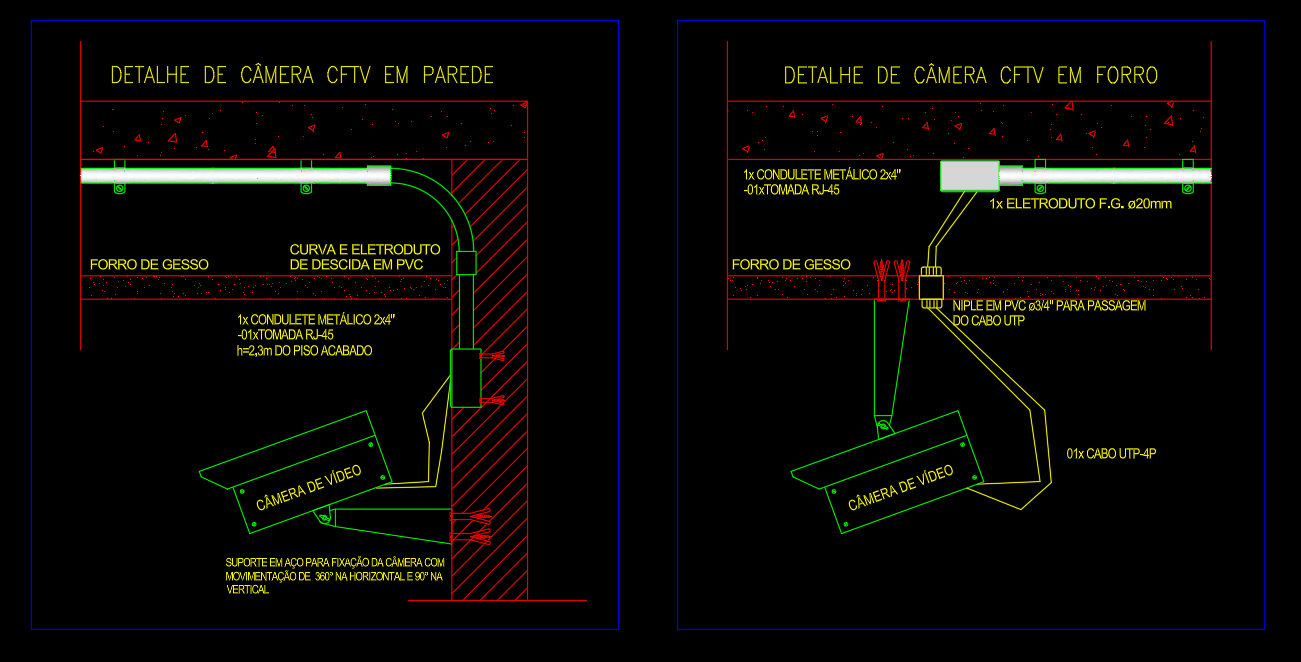 DETALHE DE CÂMERA CFTV EM PAREDE
FORRO DE GESSO
CURVA E ELETRODUTO
DE DESCIDA EM PVC
1x CONDULETE METÁLICO 2x4"
-01xTOMADA RJ-45
h=2,3m DO PISO ACABADO
CÂMERA DE VÍDEO
SUPORTE EM AÇO PARA FIXAÇÃO DA CÂMERA COM
MOVIMENTAÇÃO DE 360° NA HORIZONTAL E 90° NA
VERTICAL
DETALHE DE CÂMERA CFTV EM FORRO
1x CONDULETE METÁLICO 2x4"
-01xTOMADA RJ-45
1x ELETRODUTO F.G. ø20mm
FORRO DE GESSO
NIPLE EM PVC ø3/4" PARA PASSAGEM
DO CABO UTP
01x CABO UTP-4P
CÂMERA DE VÍDEO